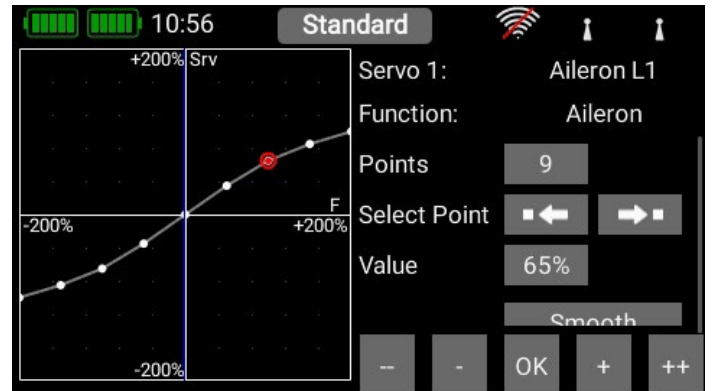 10:56 Standard
+200% Srv
F
-200% +200%
-200%
Servo 1: Aileron L1
Function: Aileron
Points 9
Select Point
Value 65%
Smooth
-- - OK + ++